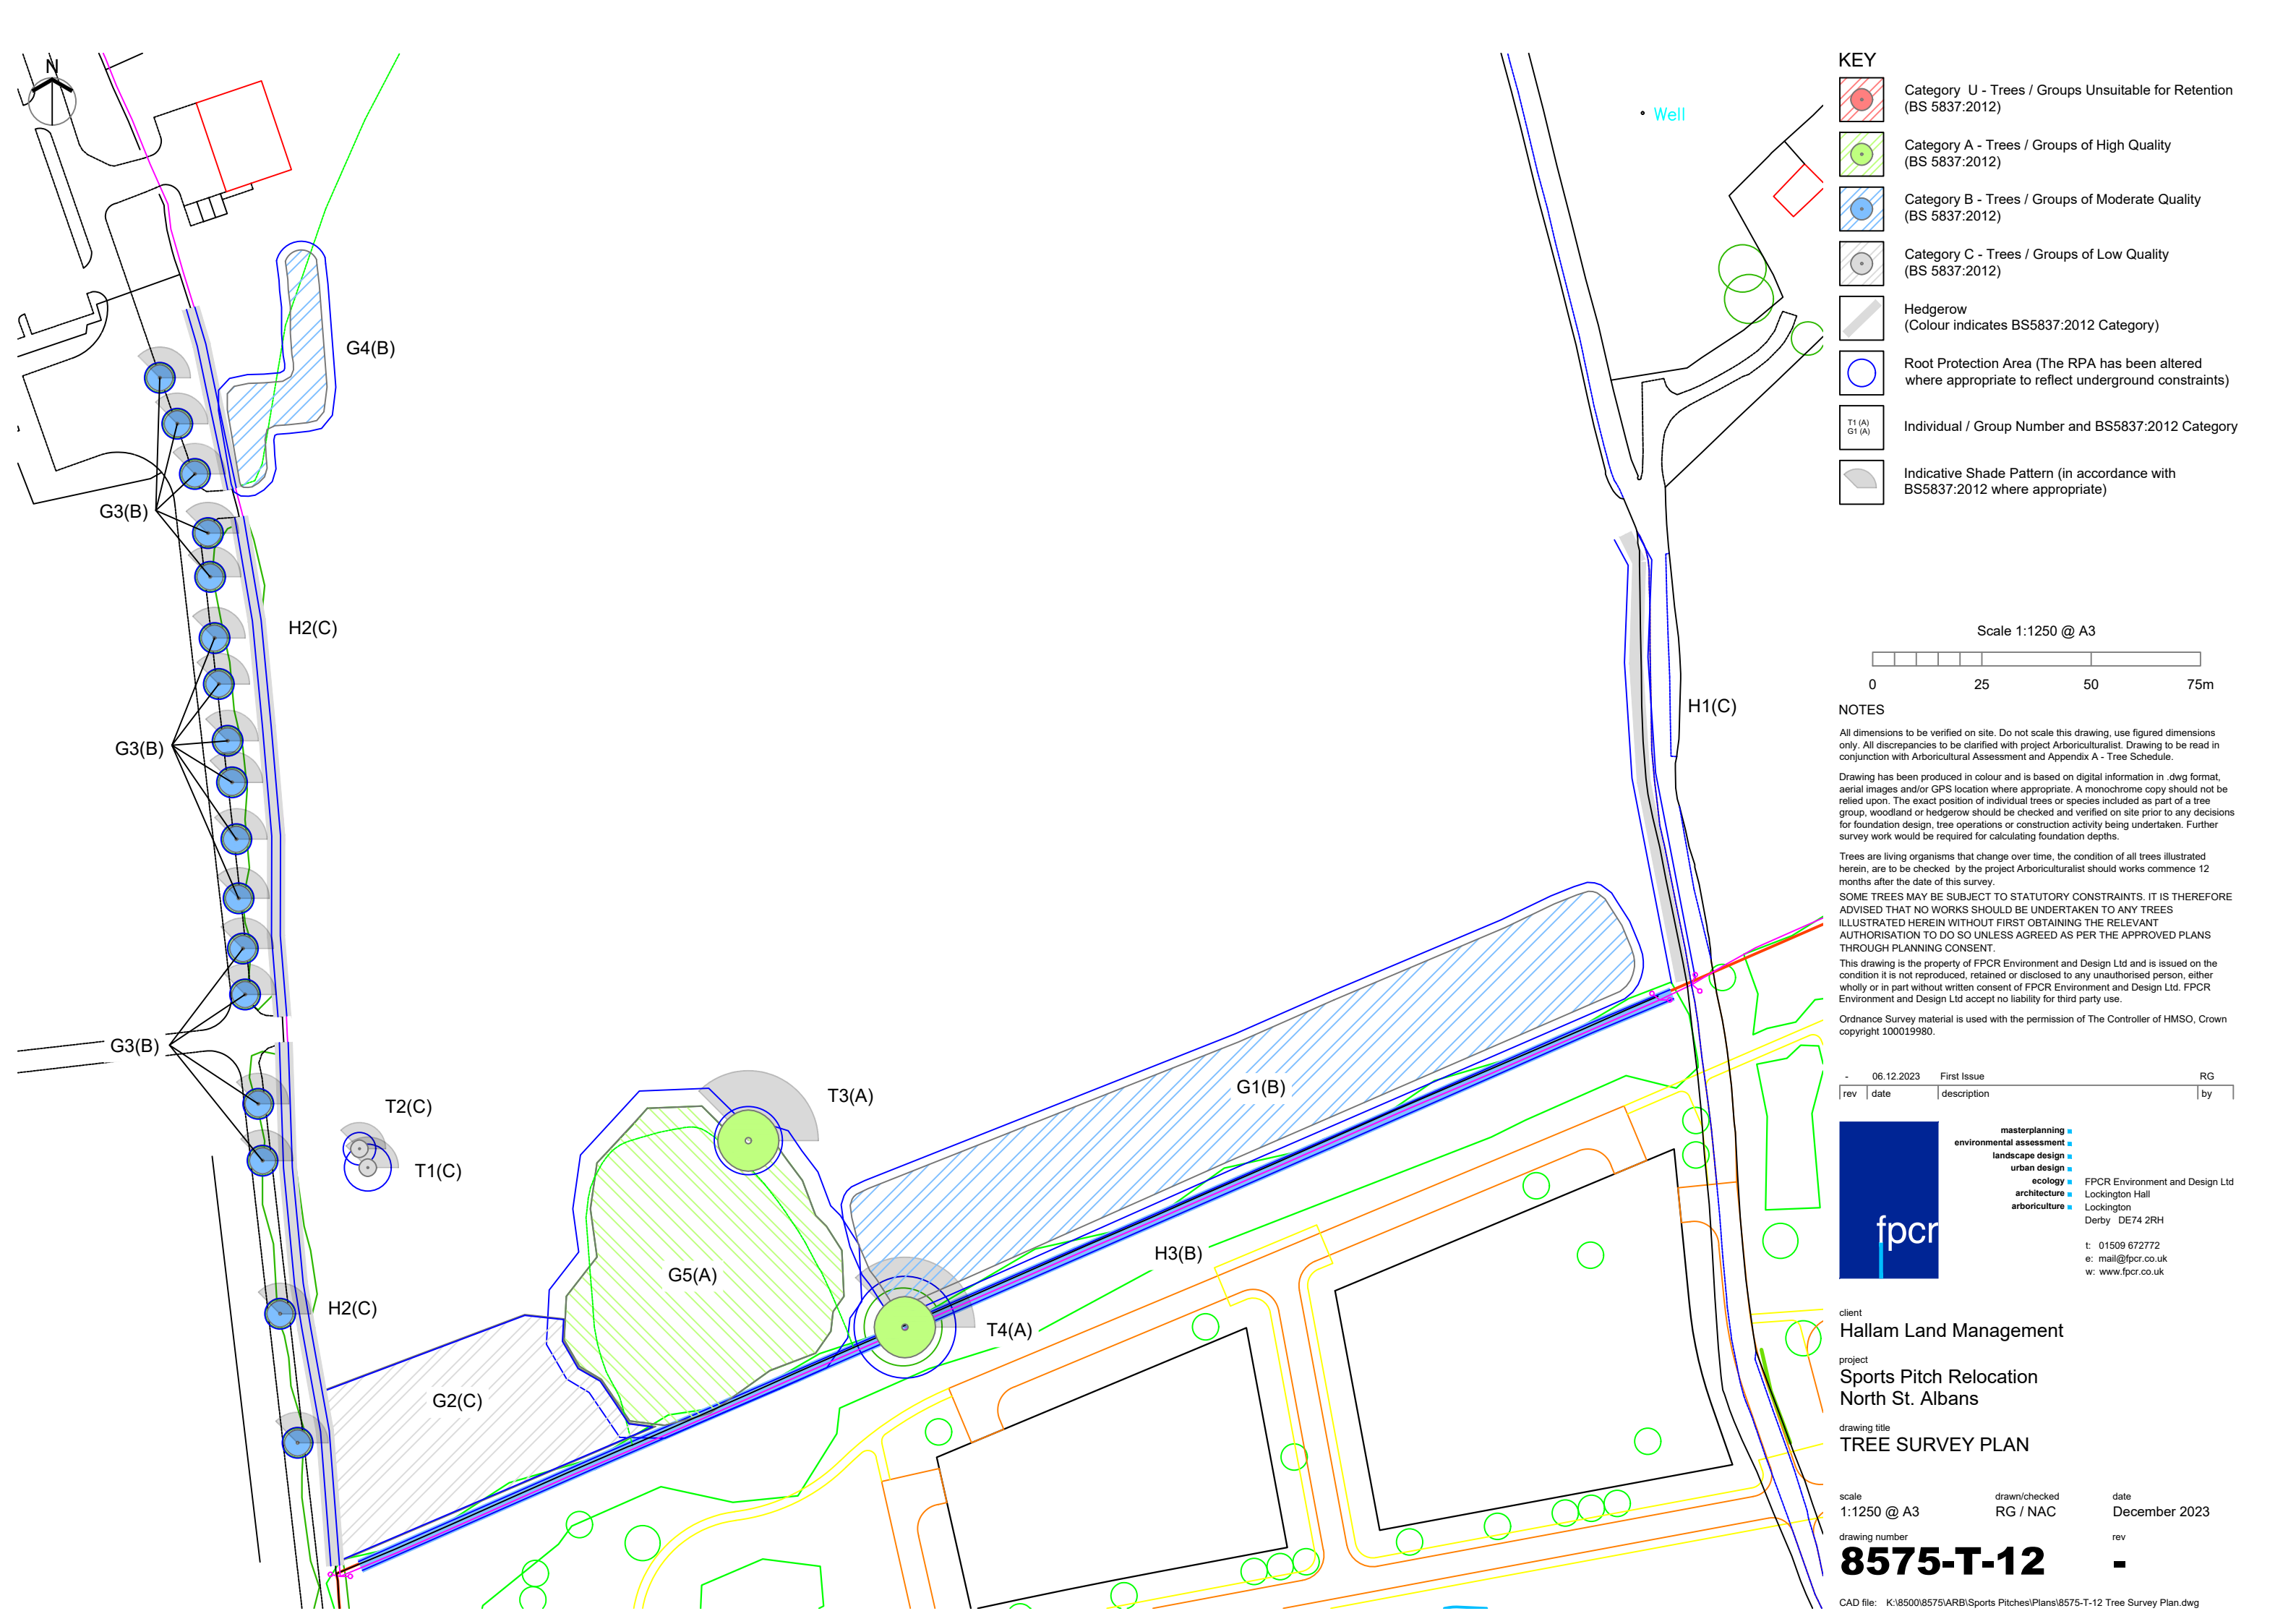 N
Well
G4(B)
G3(B)
H2(C)
G3(B)
H1(C)
G3(B)
T2(C)
T1(C)
T3(A)
G1(B)
H3(B)
G5(A)
T4(A)
H2(C)
G2(C)
KEY
Category U - Trees / Groups Unsuitable for Retention
(BS 5837:2012)
Category A - Trees / Groups of High Quality
(BS 5837:2012)
Category B - Trees / Groups of Moderate Quality
(BS 5837:2012)
Category C - Trees / Groups of Low Quality
(BS 5837:2012)
Hedgerow
(Colour indicates BS5837:2012 Category)
Root Protection Area (The RPA has been altered
where appropriate to reflect underground constraints)
T1 (A)
G1 (A)
Individual / Group Number and BS5837:2012 Category
Indicative Shade Pattern (in accordance with
BS5837:2012 where appropriate)
Scale 1:1250 @ A3
0 25 50 75m
NOTES
All dimensions to be verified on site. Do not scale this drawing, use figured dimensions
only. All discrepancies to be clarified with project Arboriculturalist. Drawing to be read in
conjunction with Arboricultural Assessment and Appendix A - Tree Schedule.
Drawing has been produced in colour and is based on digital information in .dwg format,
aerial images and/or GPS location where appropriate. A monochrome copy should not be
relied upon. The exact position of individual trees or species included as part of a tree
group, woodland or hedgerow should be checked and verified on site prior to any decisions
for foundation design, tree operations or construction activity being undertaken. Further
survey work would be required for calculating foundation depths.
Trees are living organisms that change over time, the condition of all trees illustrated
herein, are to be checked by the project Arboriculturalist should works commence 12
months after the date of this survey.
SOME TREES MAY BE SUBJECT TO STATUTORY CONSTRAINTS. IT IS THEREFORE
ADVISED THAT NO WORKS SHOULD BE UNDERTAKEN TO ANY TREES
ILLUSTRATED HEREIN WITHOUT FIRST OBTAINING THE RELEVANT
AUTHORISATION TO DO SO UNLESS AGREED AS PER THE APPROVED PLANS
THROUGH PLANNING CONSENT.
This drawing is the property of FPCR Environment and Design Ltd and is issued on the
condition it is not reproduced, retained or disclosed to any unauthorised person, either
wholly or in part without written consent of FPCR Environment and Design Ltd. FPCR
Environment and Design Ltd accept no liability for third party use.
Ordnance Survey material is used with the permission of The Controller of HMSO, Crown
copyright 100019980.
- 06.12.2023 First Issue RG
rev date description by
fpcr
masterplanning
environmental assessment
landscape design
urban design
ecology
architecture
arboriculture
FPCR Environment and Design Ltd
Lockington Hall
Lockington
Derby DE74 2RH
t: 01509 672772
e: mail@fpcr.co.uk
w: www.fpcr.co.uk
client
Hallam Land Management
project
Sports Pitch Relocation
North St. Albans
drawing title
TREE SURVEY PLAN
scale drawn/checked date
1:1250 @ A3 RG / NAC December 2023
drawing number rev
8575-T-12 -
CAD file: K:\8500\8575\ARB\Sports Pitches\Plans\8575-T-12 Tree Survey Plan.dwg